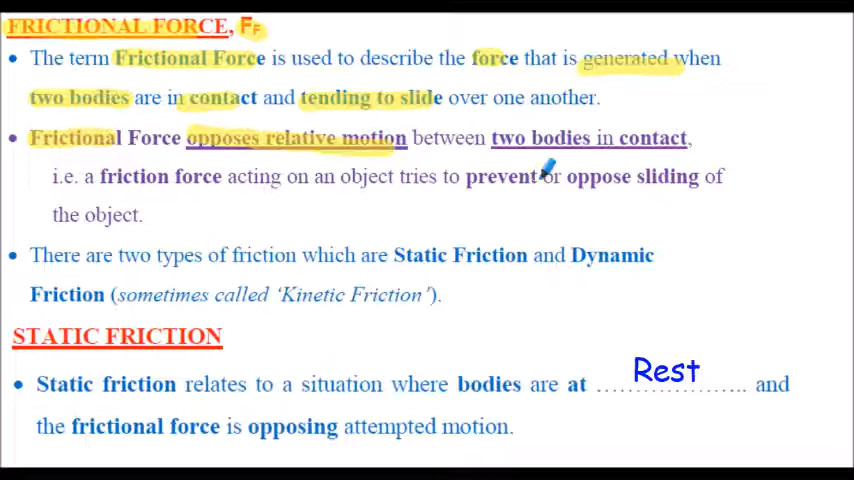 FRICTIONAL FORCE, FF
• The term Frictional Force is used to describe the force that is generated when
two bodies are in contact and tending to slide over one another.
• Frictional Force opposes relative motion between two bodies in contact,
i.e. a friction force acting on an object tries to prevent or oppose sliding of
the object.
• There are two types of friction which are Static Friction and Dynamic
Friction (sometimes called ‘Kinetic Friction’).
STATIC FRICTION
• Static friction relates to a situation where bodies are at Rest ………………….. and
the frictional force is opposing attempted motion.